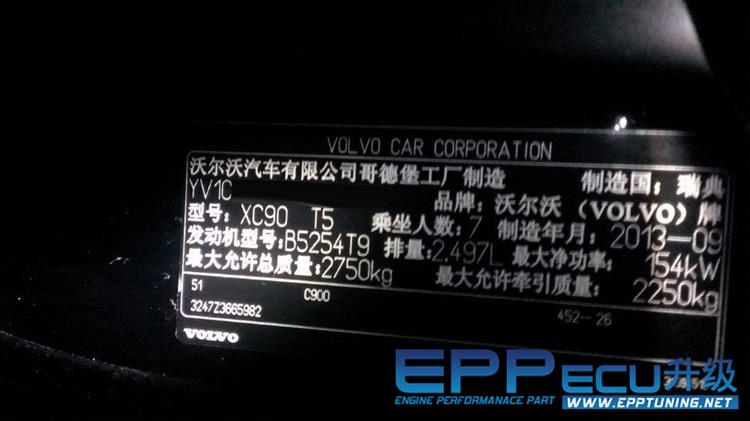 VOLVO CAR CORPORATION
沃尔沃汽车有限公司哥德堡工厂制造 制造国：瑞典
YV1C 品牌：沃尔沃（VOLVO）牌
型号：XC90 T5 乘坐人数：7 制造年月：2013-09
发动机型号：B5254T9 排量：2.497L 最大净功率：154kW
最大允许总质量：2750kg 最大允许牵引质量：2250kg
51 C900 452-26
3247Z3665982
VOLVO
EPP ECU升级
ENGINE PERFORMANACE PART WWW.EPPTUNING.NET